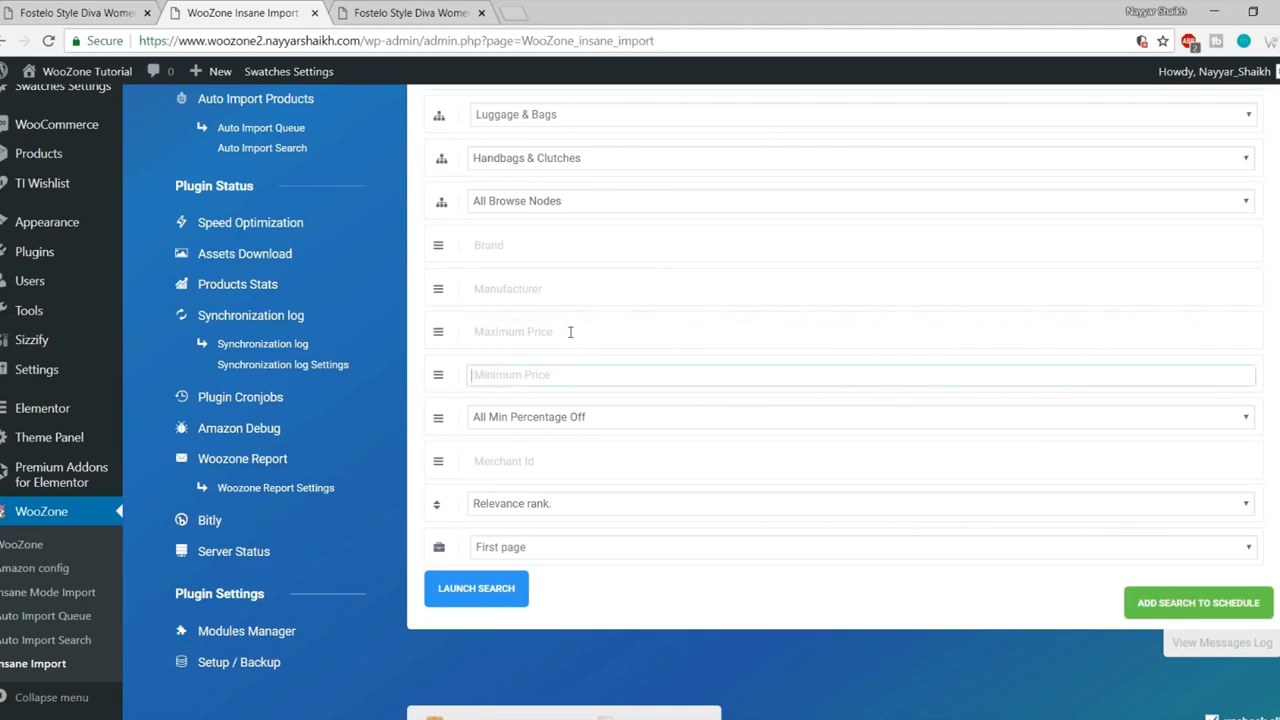 Fostelo Style Diva Wome
WooZone Insane Import
Fostelo Style Diva Wome
Nayyar Shaikh
Secure
https://www.woozone2.nayyarshaikh.com/wp-admin/admin.php?page=WooZone_insane_import
WooZone Tutorial
0
New
Swatches Settings
Howdy, Nayyar_Shaikh
Swatches Settings
WooCommerce
Products
TI Wishlist
Appearance
Plugins
Users
Tools
Sizzify
Settings
Elementor
Theme Panel
Premium Addons
for Elementor
WooZone
WooZone
Amazon config
nsane Mode Import
Auto Import Queue
Auto Import Search
nsane Import
Collapse menu
Auto Import Products
Auto Import Queue
Auto Import Search
Plugin Status
Speed Optimization
Assets Download
Products Stats
Synchronization log
Synchronization log
Synchronization log Settings
Plugin Cronjobs
Amazon Debug
Woozone Report
Woozone Report Settings
Bitly
Server Status
Plugin Settings
Modules Manager
Setup / Backup
Luggage & Bags
Handbags & Clutches
All Browse Nodes
Brand
Manufacturer
Maximum Price
Minimum Price
All Min Percentage Off
Merchant Id
Relevance rank.
First page
LAUNCH SEARCH
ADD SEARCH TO SCHEDULE
View Messages Log